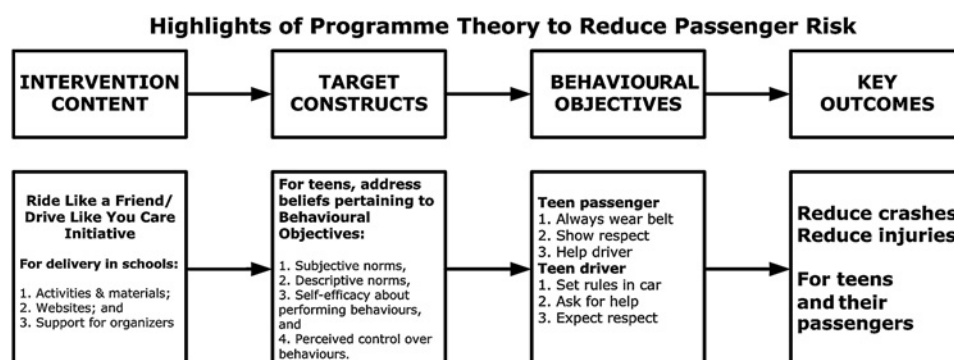 Highlights of Programme Theory to Reduce Passenger Risk
INTERVENTION
CONTENT
TARGET
CONSTRUCTS
BEHAVIOURAL
OBJECTIVES
KEY
OUTCOMES
Ride Like a Friend/
Drive Like You Care
Initiative
For delivery in schools:
1. Activities & materials;
2. Websites; and
3. Support for organizers
For teens, address
beliefs pertaining to
Behavioural
Objectives:
1. Subjective norms,
2. Descriptive norms,
3. Self-efficacy about
performing behaviours,
and
4. Perceived control over
behaviours.
Teen passenger
1. Always wear belt
2. Show respect
3. Help driver
Teen driver
1. Set rules in car
2. Ask for help
3. Expect respect
Reduce crashes
Reduce injuries
For teens
and their
passengers